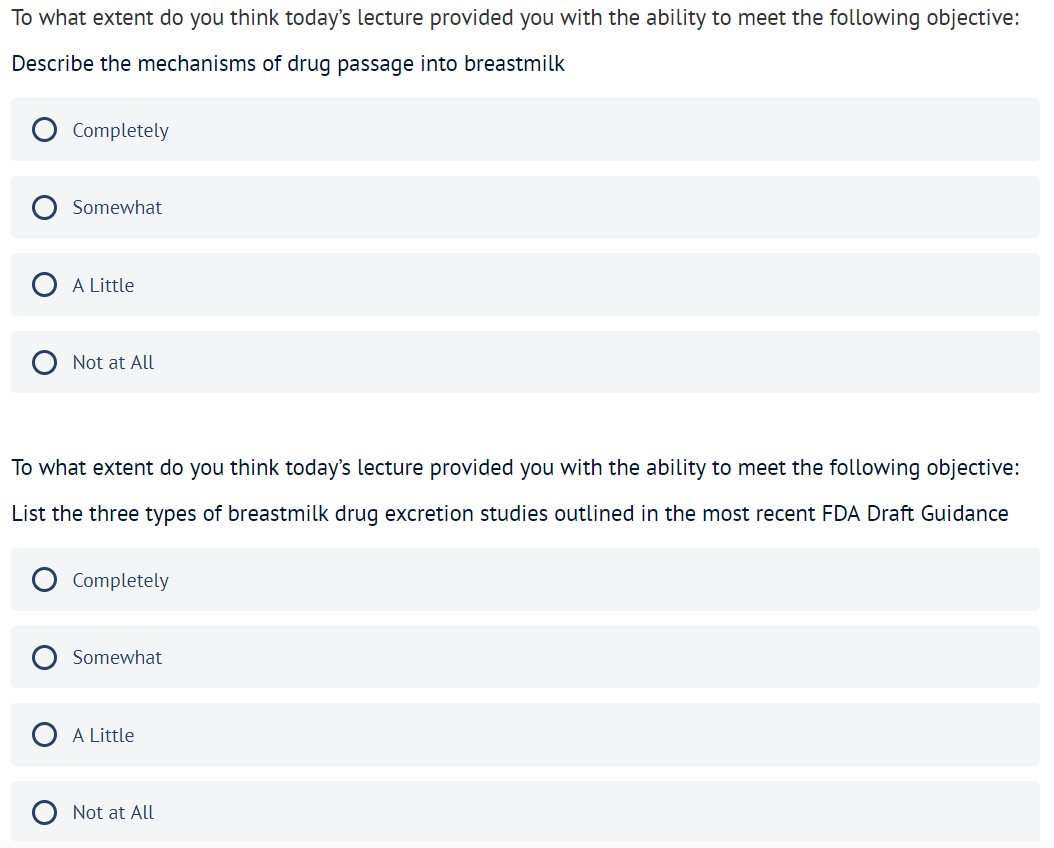 To what extent do you think today’s lecture provided you with the ability to meet the following objective:
Describe the mechanisms of drug passage into breastmilk
Completely
Somewhat
A Little
Not at All
To what extent do you think today’s lecture provided you with the ability to meet the following objective:
List the three types of breastmilk drug excretion studies outlined in the most recent FDA Draft Guidance
Completely
Somewhat
A Little
Not at All